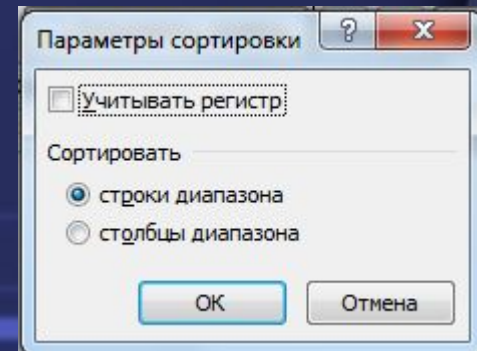 Параметры сортировки
Учитывать регистр
Сортировать
строки диапазона
столбцы диапазона
ОК
Отмена